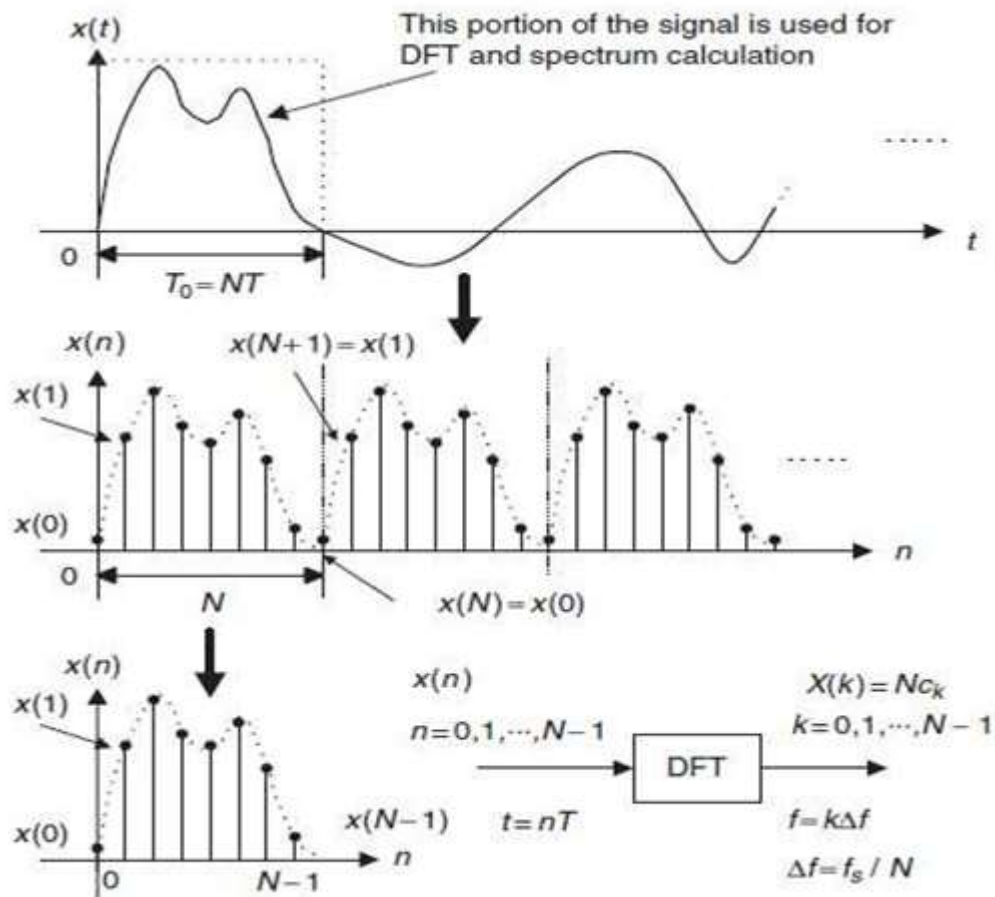 x(t)
This portion of the signal is used for
DFT and spectrum calculation
0
t
T₀=NT
x(n)
x(N+1)=x(1)
x(1)
x(0)
0
n
N
x(N)=x(0)
x(n)
x(1)
x(0)
0
N−1
x(N−1)
n
x(n)
n=0,1,···,N−1
t=nT
DFT
X(k)=Ncₖ
k=0,1,···,N−1
f=kΔf
Δf=fₛ / N